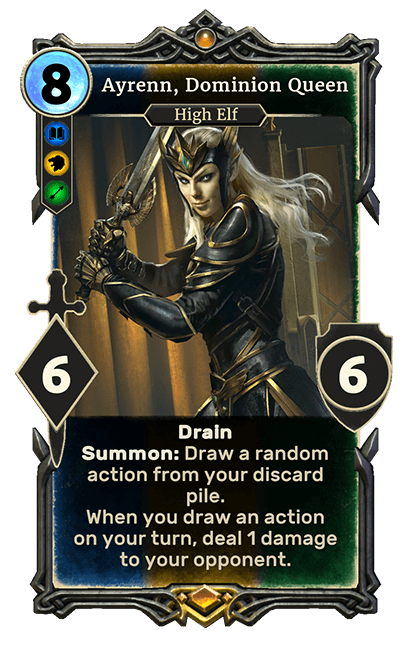 8
Ayrenn, Dominion Queen
High Elf
6
6
Drain
Summon: Draw a random
action from your discard
pile.
When you draw an action
on your turn, deal 1 damage
to your opponent.